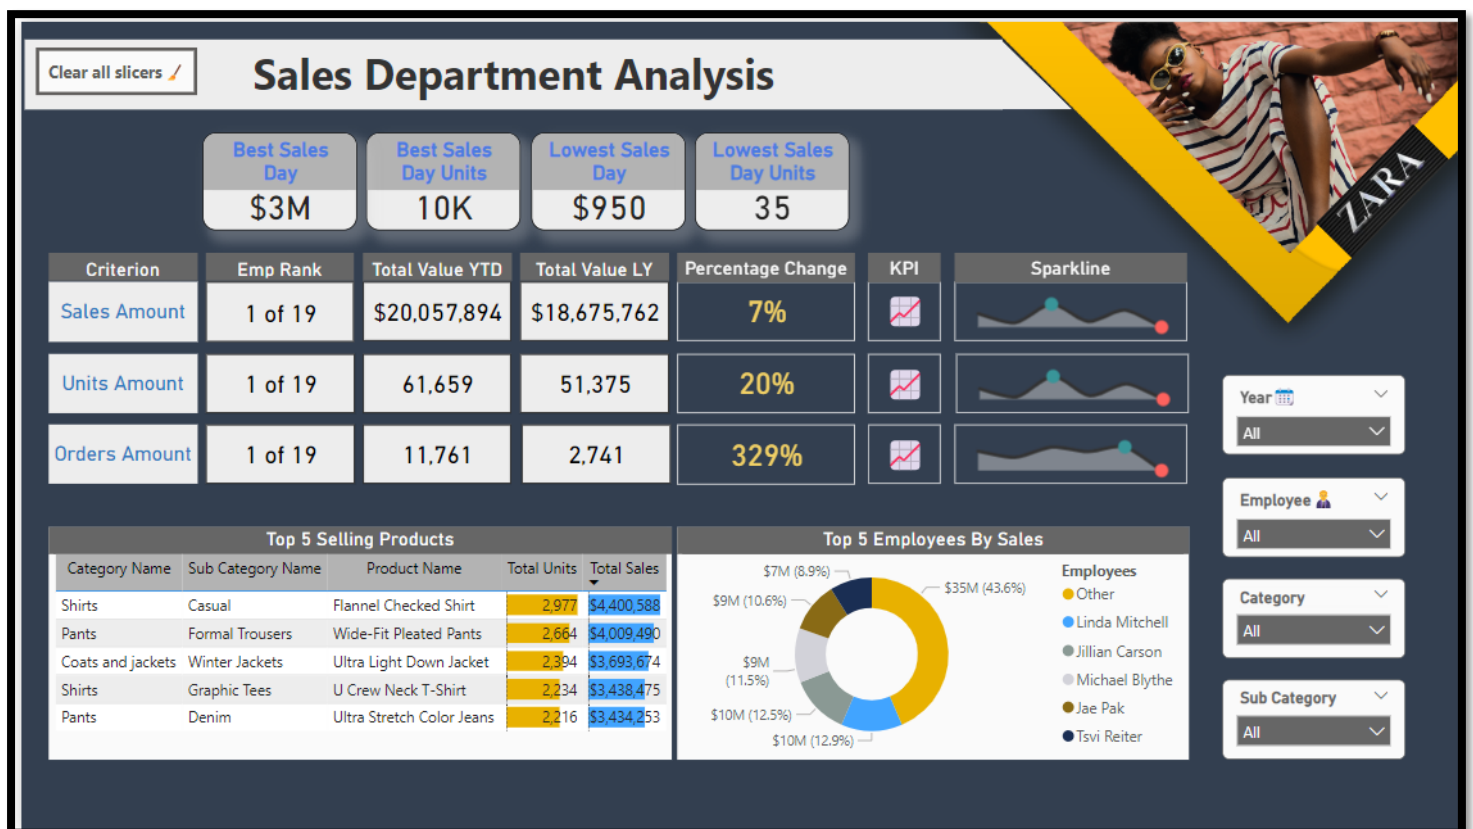 Clear all slicers
Sales Department Analysis
ZARA
Best Sales Day
$3M
Best Sales Day Units
10K
Lowest Sales Day
$950
Lowest Sales Day Units
35
Criterion Emp Rank Total Value YTD Total Value LY Percentage Change KPI Sparkline
Sales Amount 1 of 19 $20,057,894 $18,675,762 7%
Units Amount 1 of 19 61,659 51,375 20%
Orders Amount 1 of 19 11,761 2,741 329%
Year
All
Employee
All
Category
All
Sub Category
All
Top 5 Selling Products
Category Name Sub Category Name Product Name Total Units Total Sales
Shirts Casual Flannel Checked Shirt 2,977 $4,400,588
Pants Formal Trousers Wide-Fit Pleated Pants 2,664 $4,009,490
Coats and jackets Winter Jackets Ultra Light Down Jacket 2,394 $3,693,674
Shirts Graphic Tees U Crew Neck T-Shirt 2,234 $3,438,475
Pants Denim Ultra Stretch Color Jeans 2,216 $3,434,253
Top 5 Employees By Sales
$7M (8.9%)
$9M (10.6%)
$35M (43.6%)
$9M
(11.5%)
$10M (12.5%)
$10M (12.9%)
Employees
Other
Linda Mitchell
Jillian Carson
Michael Blythe
Jae Pak
Tsvi Reiter